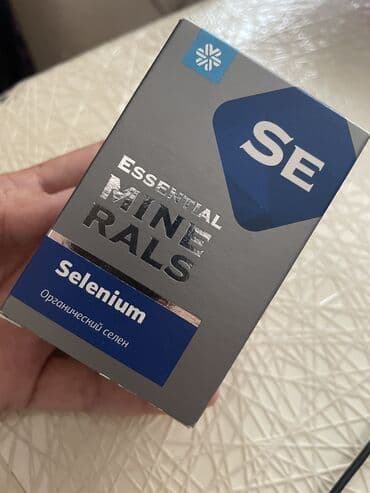 SE
ESSENTIAL
MINE
RALS
Selenium
Органический селен